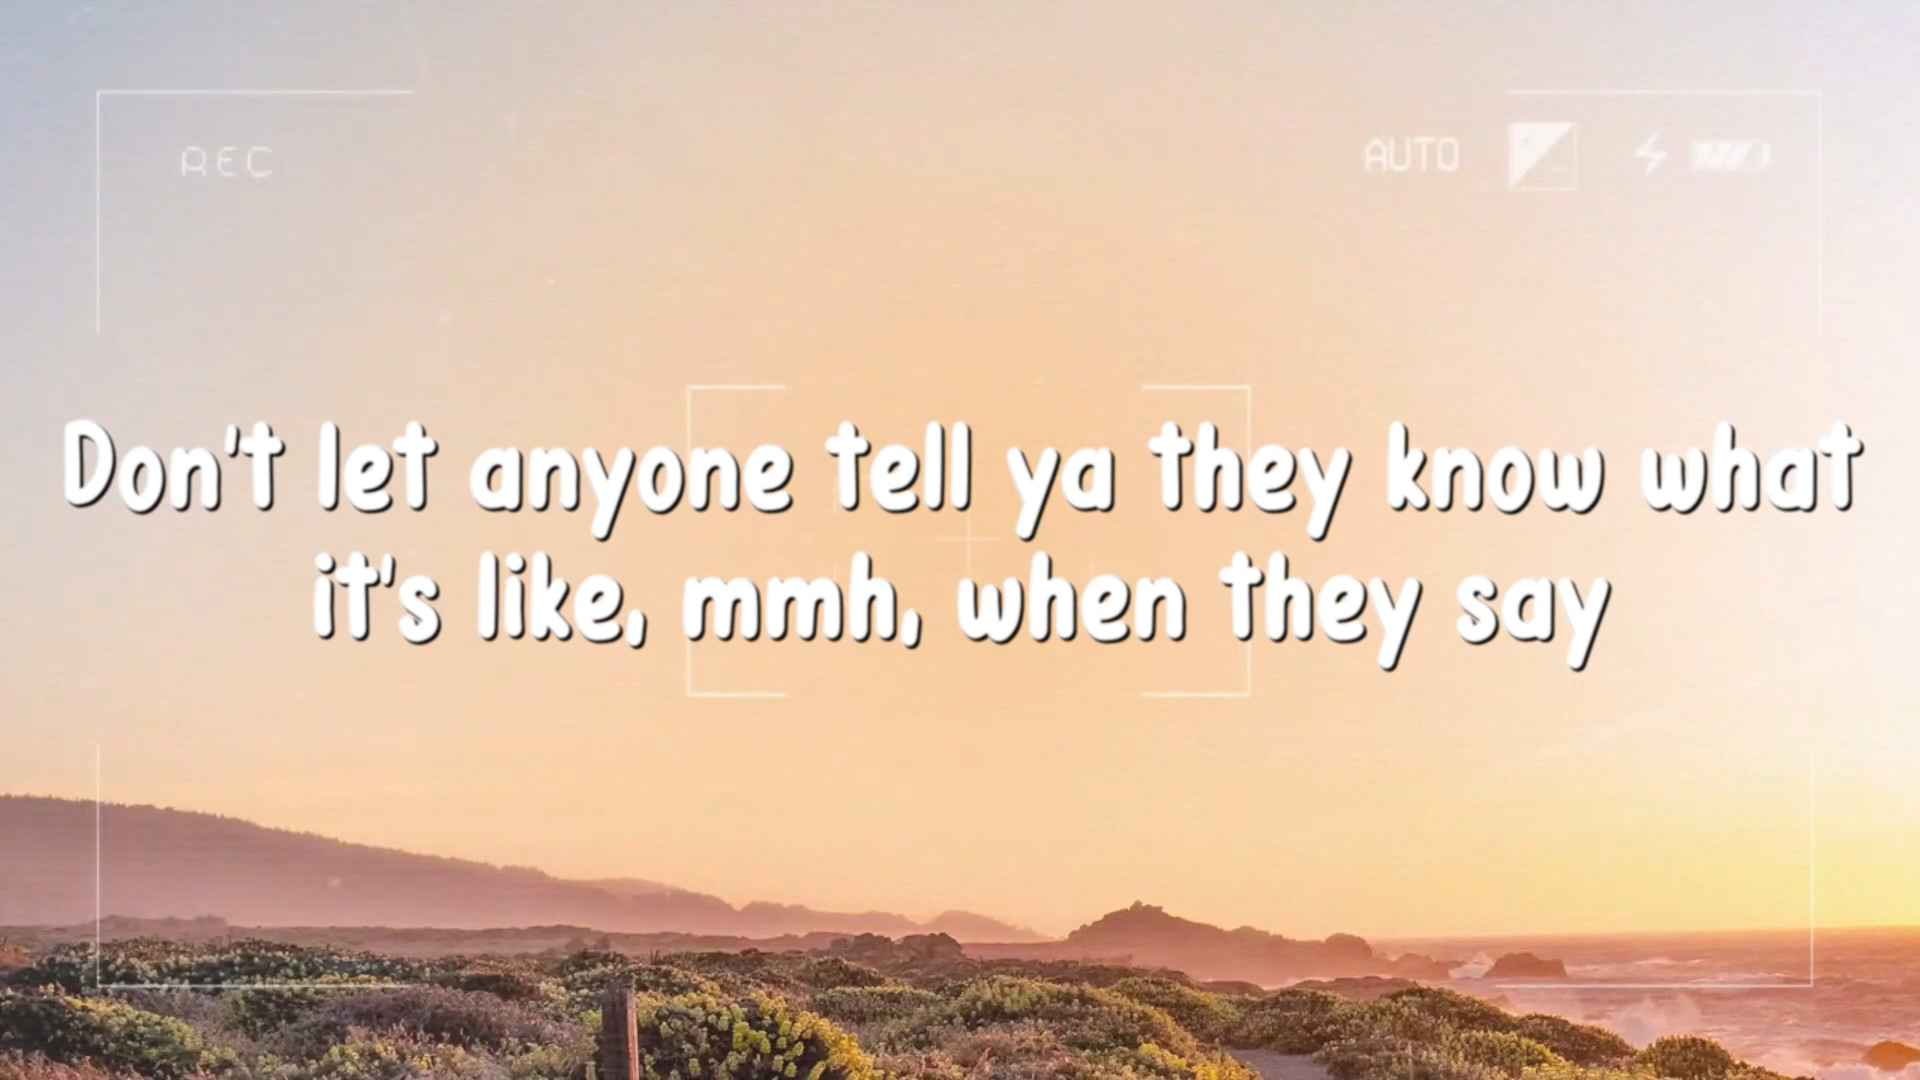 REC
AUTO
Don't let anyone tell ya they know what
it's like, mmh, when they say